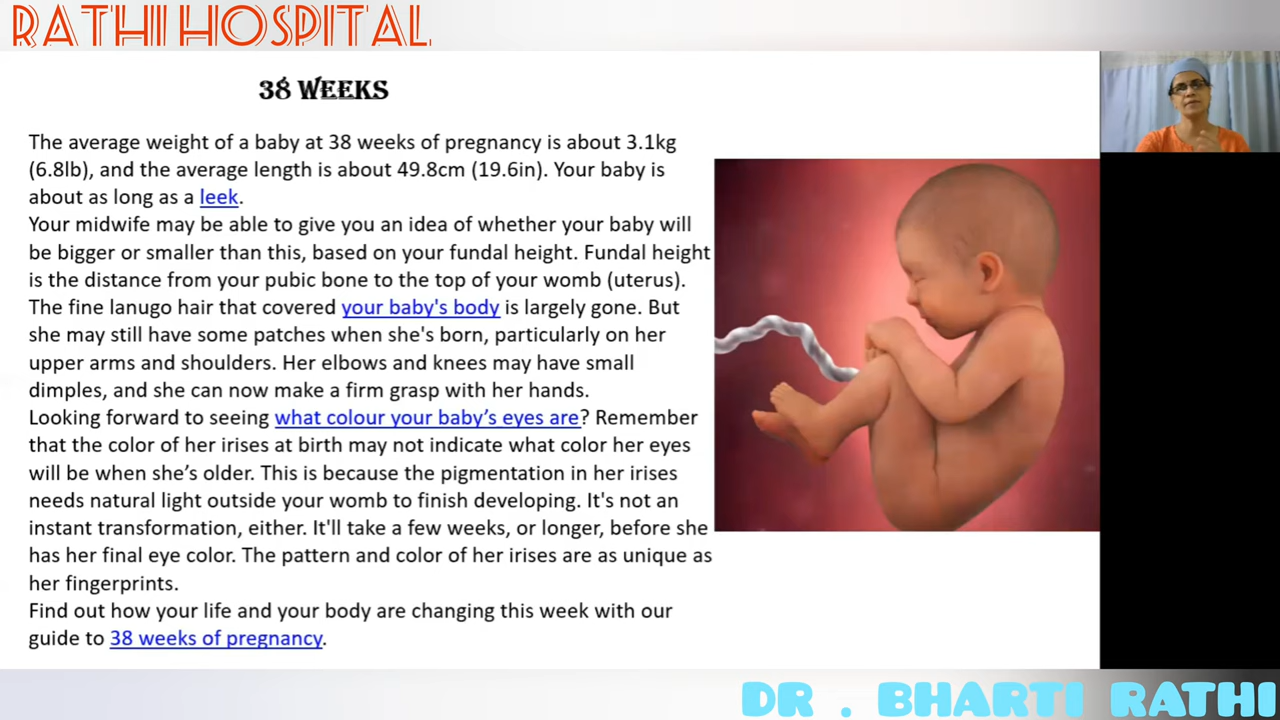 RATHI HOSPITAL
38 WEEKS
The average weight of a baby at 38 weeks of pregnancy is about 3.1kg
(6.8lb), and the average length is about 49.8cm (19.6in). Your baby is
about as long as a leek.
Your midwife may be able to give you an idea of whether your baby will
be bigger or smaller than this, based on your fundal height. Fundal height
is the distance from your pubic bone to the top of your womb (uterus).
The fine lanugo hair that covered your baby's body is largely gone. But
she may still have some patches when she's born, particularly on her
upper arms and shoulders. Her elbows and knees may have small
dimples, and she can now make a firm grasp with her hands.
Looking forward to seeing what colour your baby’s eyes are? Remember
that the color of her irises at birth may not indicate what color her eyes
will be when she’s older. This is because the pigmentation in her irises
needs natural light outside your womb to finish developing. It's not an
instant transformation, either. It'll take a few weeks, or longer, before she
has her final eye color. The pattern and color of her irises are as unique as
her fingerprints.
Find out how your life and your body are changing this week with our
guide to 38 weeks of pregnancy.
DR . BHARTI RATHI